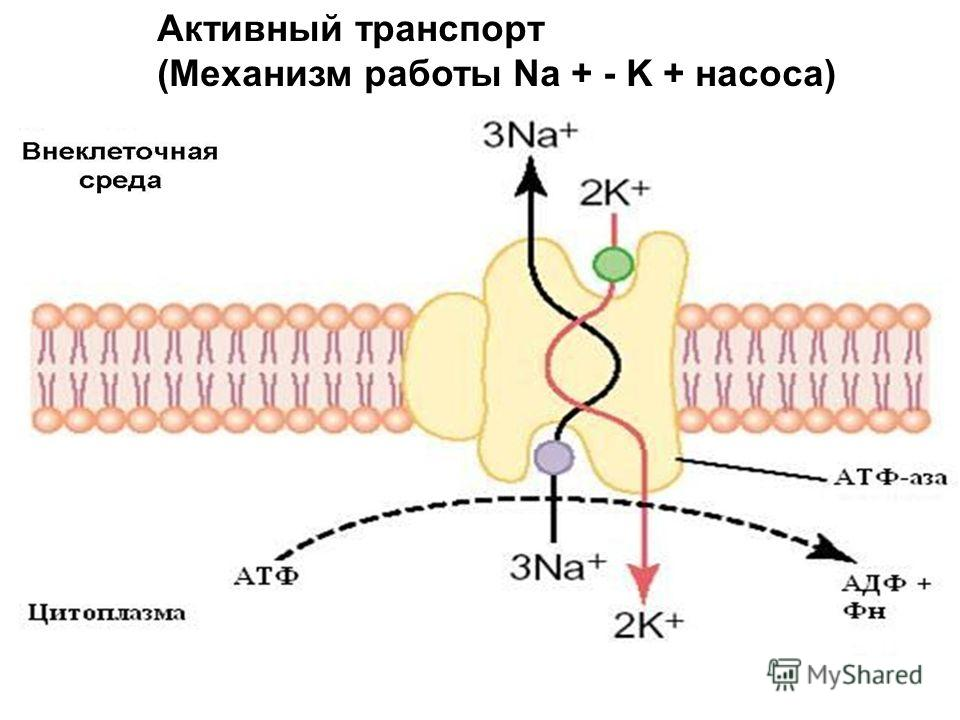 Активный транспорт
(Механизм работы Na + - K + насоса)
3Na+
Внеклеточная
среда
2K+
АТФ-аза
АТФ
3Na+
АДФ +
Фн
Цитоплазма
2K+
MyShared